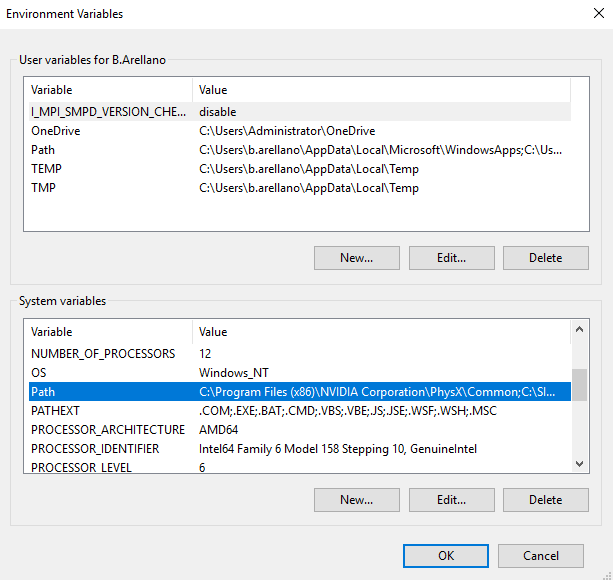 Environment Variables
User variables for B.Arellano
Variable Value
I_MPI_SMPD_VERSION_CHE... disable
OneDrive C:\Users\Administrator\OneDrive
Path C:\Users\b.arellano\AppData\Local\Microsoft\WindowsApps;C:\Us...
TEMP C:\Users\b.arellano\AppData\Local\Temp
TMP C:\Users\b.arellano\AppData\Local\Temp
New... Edit... Delete
System variables
Variable Value
NUMBER_OF_PROCESSORS 12
OS Windows_NT
Path C:\Program Files (x86)\NVIDIA Corporation\PhysX\Common;C:\SI...
PATHEXT .COM;.EXE;.BAT;.CMD;.VBS;.VBE;.JS;.JSE;.WSF;.WSH;.MSC
PROCESSOR_ARCHITECTURE AMD64
PROCESSOR_IDENTIFIER Intel64 Family 6 Model 158 Stepping 10, GenuineIntel
PROCESSOR_LEVEL 6
New... Edit... Delete
OK Cancel